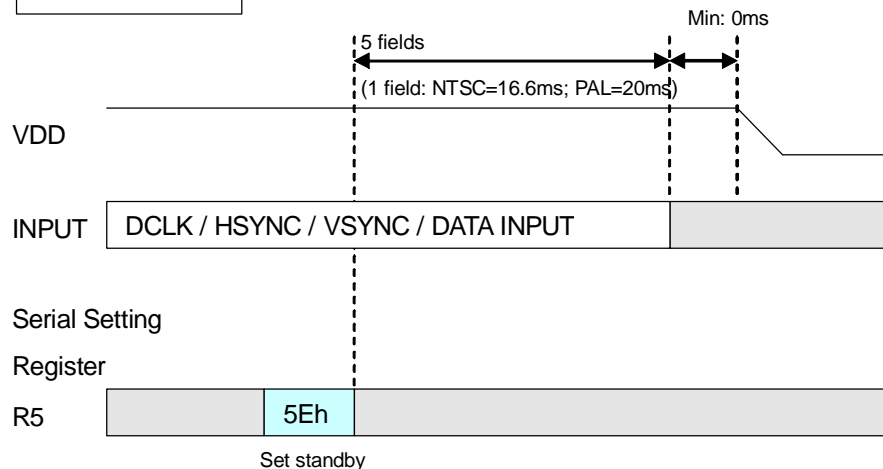 Min: 0ms
5 fields
(1 field: NTSC=16.6ms; PAL=20ms)
VDD
INPUT DCLK / HSYNC / VSYNC / DATA INPUT
Serial Setting
Register
R5 5Eh
Set standby